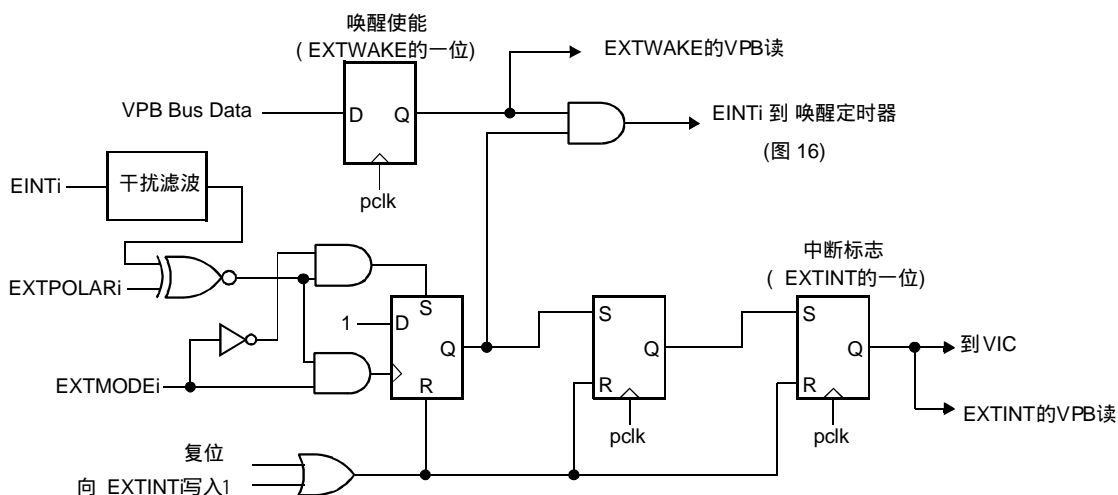 唤醒使能
( EXTWAKE的一位)
EXTWAKE的VPB读
VPB Bus Data
D
Q
EINTi 到 唤醒定时器
(图 16)
pclk
EINTi
干扰滤波
EXTPOLARi
中断标志
( EXTINT的一位)
1
S
D
Q
R
S
Q
R
S
Q
R
到VIC
EXTMODEi
pclk
pclk
EXTINT的VPB读
复位
向 EXTINTi写入1